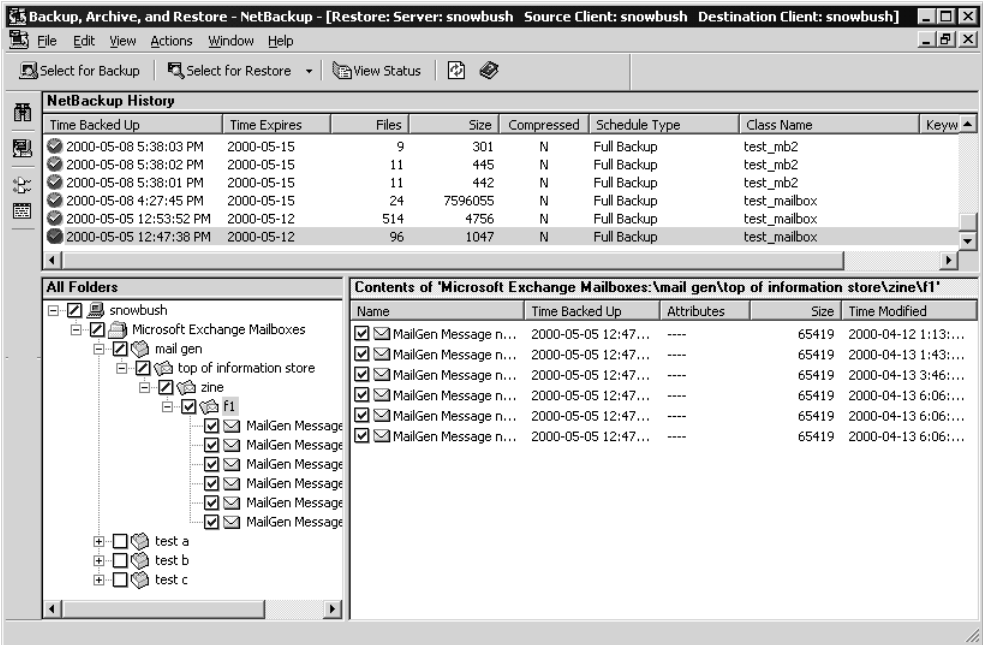 Backup, Archive, and Restore - NetBackup - [Restore: Server: snowbush Source Client: snowbush Destination Client: snowbush]
File Edit View Actions Window Help
Select for Backup Select for Restore View Status
NetBackup History
Time Backed Up Time Expires Files Size Compressed Schedule Type Class Name Keyw
2000-05-08 5:38:03 PM 2000-05-15 9 301 N Full Backup test_mb2
2000-05-08 5:38:02 PM 2000-05-15 11 445 N Full Backup test_mb2
2000-05-08 5:38:01 PM 2000-05-15 11 442 N Full Backup test_mb2
2000-05-08 4:27:45 PM 2000-05-15 24 7596055 N Full Backup test_mailbox
2000-05-05 12:53:52 PM 2000-05-12 514 4756 N Full Backup test_mailbox
2000-05-05 12:47:38 PM 2000-05-12 96 1047 N Full Backup test_mailbox
All Folders
snowbush
Microsoft Exchange Mailboxes
mail gen
top of information store
zine
f1
MailGen Message
MailGen Message
MailGen Message
MailGen Message
MailGen Message
MailGen Message
test a
test b
test c
Contents of 'Microsoft Exchange Mailboxes:\mail gen\top of information store\zine\f1'
Name Time Backed Up Attributes Size Time Modified
MailGen Message n... 2000-05-05 12:47... ---- 65419 2000-04-12 1:13:...
MailGen Message n... 2000-05-05 12:47... ---- 65419 2000-04-13 1:43:...
MailGen Message n... 2000-05-05 12:47... ---- 65419 2000-04-13 3:46:...
MailGen Message n... 2000-05-05 12:47... ---- 65419 2000-04-13 6:06:...
MailGen Message n... 2000-05-05 12:47... ---- 65419 2000-04-13 6:06:...
MailGen Message n... 2000-05-05 12:47... ---- 65419 2000-04-13 6:06:...